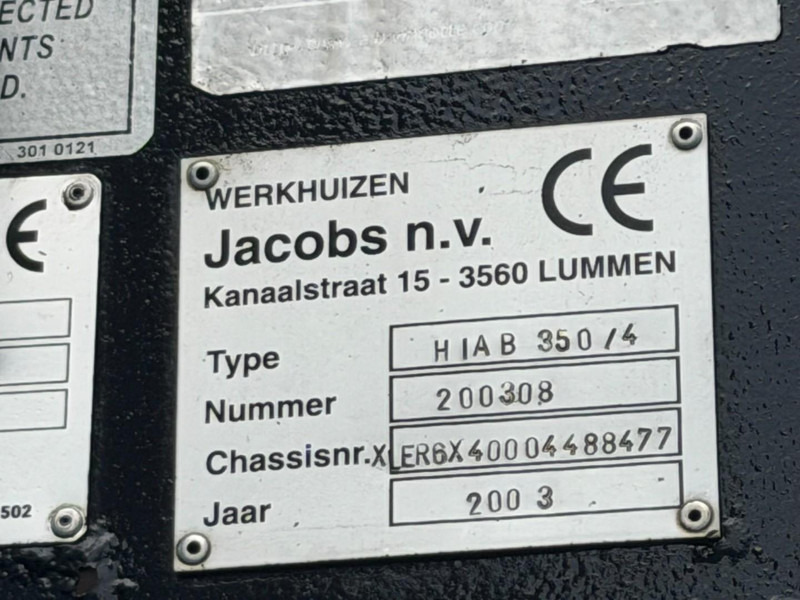 ECTED
NTS
D.
301 0121
CE
502
WERKHUIZEN
CE
Jacobs n.v.
Kanaalstraat 15 - 3560 LUMMEN
Type HIAB 350/4
Nummer 200308
Chassisnr. XLER6X40004488477
Jaar 2003